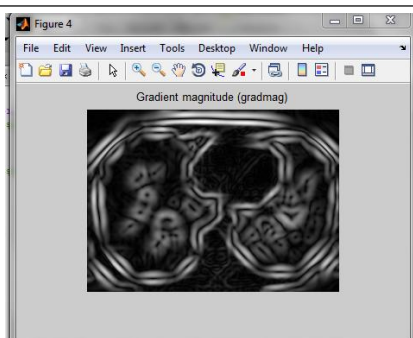 Figure 4
File Edit View Insert Tools Desktop Window Help
Gradient magnitude (gradmag)